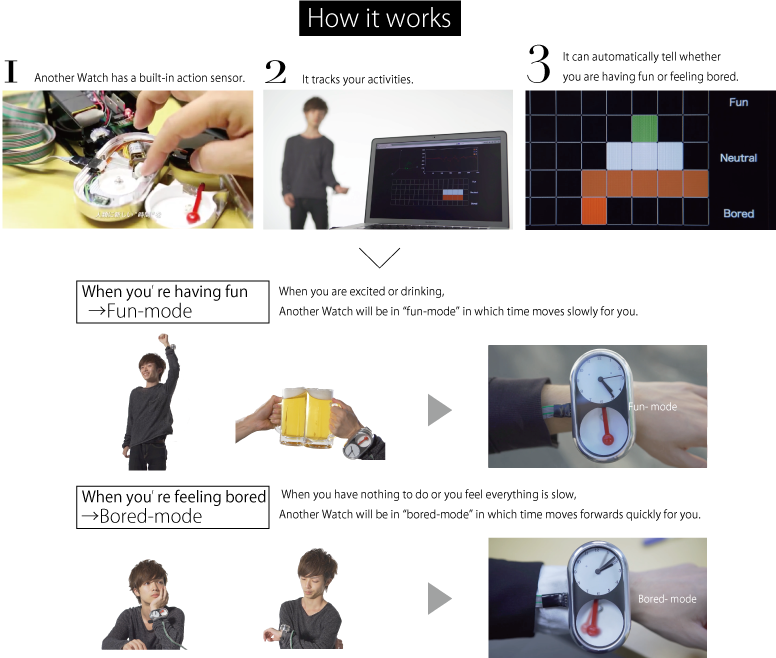 How it works
1 Another Watch has a built-in action sensor.
2 It tracks your activities.
3 It can automatically tell whether
you are having fun or feeling bored.
Fun
Neutral
Bored
When you're having fun
→Fun-mode
When you are excited or drinking,
Another Watch will be in “fun-mode” in which time moves slowly for you.
Fun- mode
When you're feeling bored
→Bored-mode
When you have nothing to do or you feel everything is slow,
Another Watch will be in “bored-mode” in which time moves forwards quickly for you.
Bored- mode